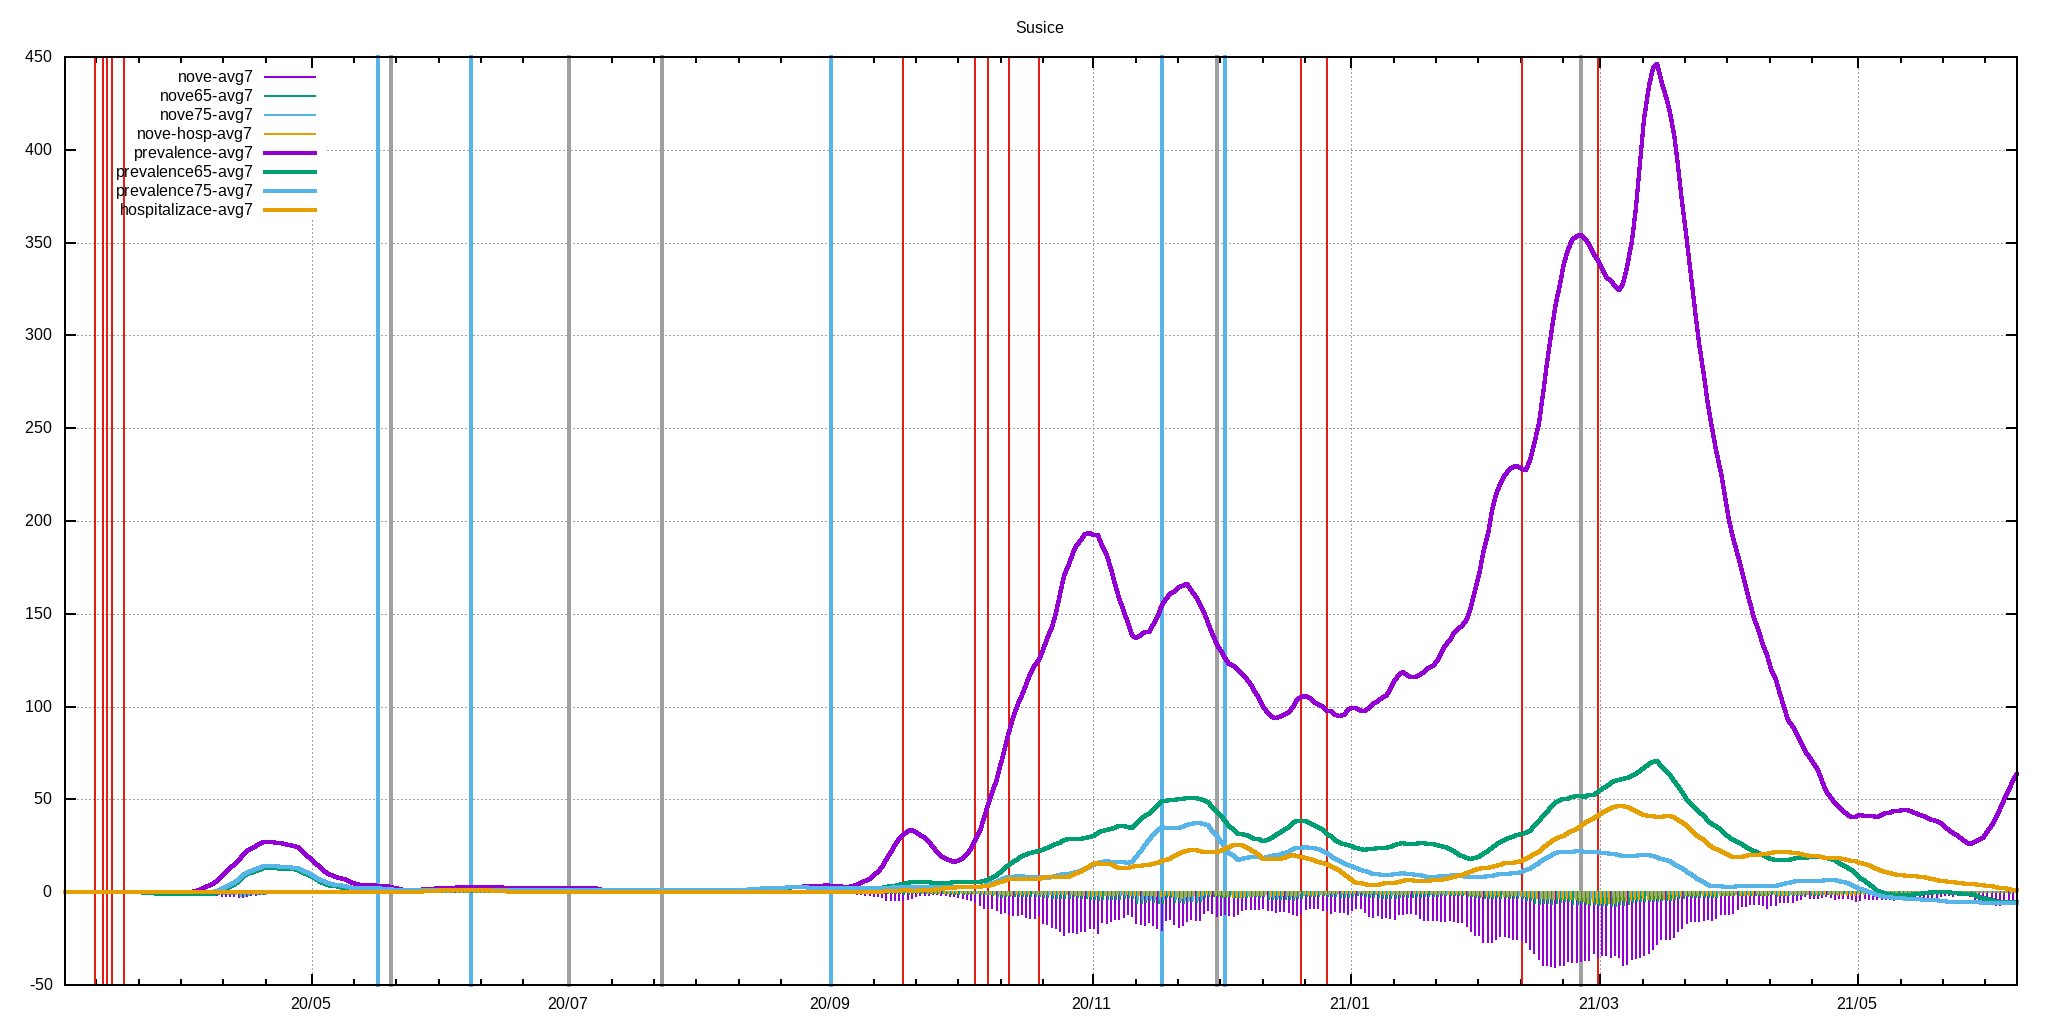 Susice
450
400
350
300
250
200
150
100
50
0
-50
nove-avg7
nove65-avg7
nove75-avg7
nove-hosp-avg7
prevalence-avg7
prevalence65-avg7
prevalence75-avg7
hospitalizace-avg7
20/05 20/07 20/09 20/11 21/01 21/03 21/05